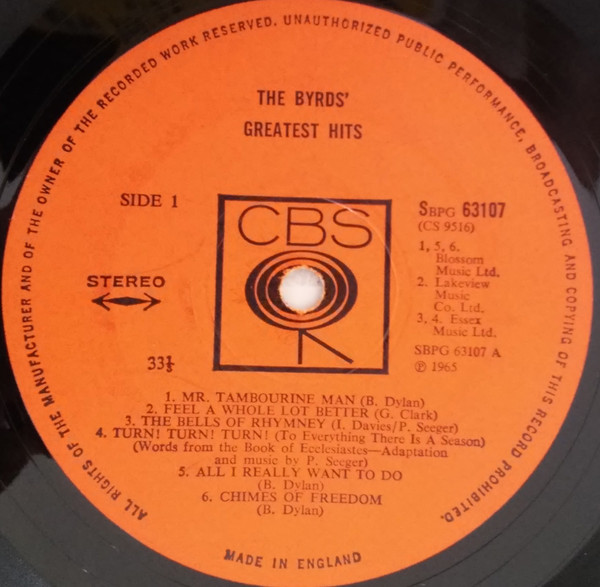 ALL RIGHTS OF THE MANUFACTURER AND OF THE OWNER OF THE RECORDED WORK RESERVED. UNAUTHORIZED PUBLIC PERFORMANCE, BROADCASTING AND COPYING OF THIS RECORD PROHIBITED.
THE BYRDS'
GREATEST HITS
SIDE 1
CBS
SBPG 63107
(CS 9516)
1, 5, 6.
Blossom
Music Ltd.
2. Lakeview
Music
Co. Ltd.
3, 4. Essex
Music Ltd.
STEREO
33⅓
SBPG 63107 A
℗ 1965
1. MR. TAMBOURINE MAN (B. Dylan)
2. FEEL A WHOLE LOT BETTER (G. Clark)
3. THE BELLS OF RHYMNEY (I. Davies/P. Seeger)
4. TURN! TURN! TURN! (To Everything There Is A Season)
(Words from the Book of Ecclesiastes—Adaptation
and music by P. Seeger)
5. ALL I REALLY WANT TO DO
(B. Dylan)
6. CHIMES OF FREEDOM
(B. Dylan)
MADE IN ENGLAND